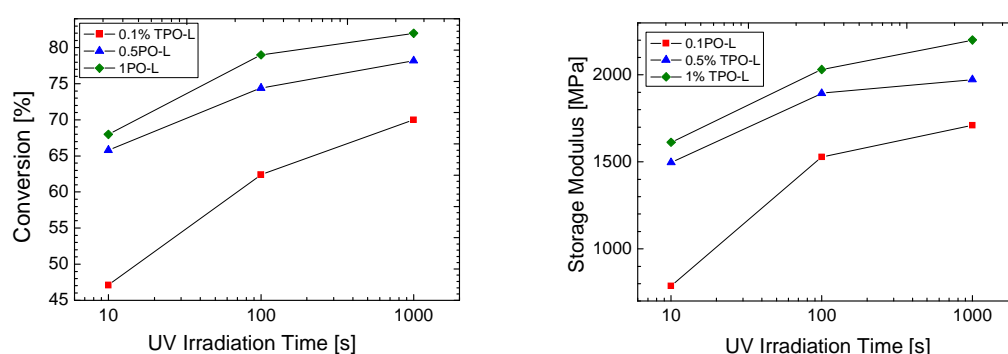 Conversion [%]
80
75
70
65
60
55
50
45
0.1% TPO-L
0.5PO-L
1PO-L
10
100
1000
UV Irradiation Time [s]
Storage Modulus [MPa]
2000
1500
1000
0.1PO-L
0.5% TPO-L
1% TPO-L
10
100
1000
UV Irradiation Time [s]